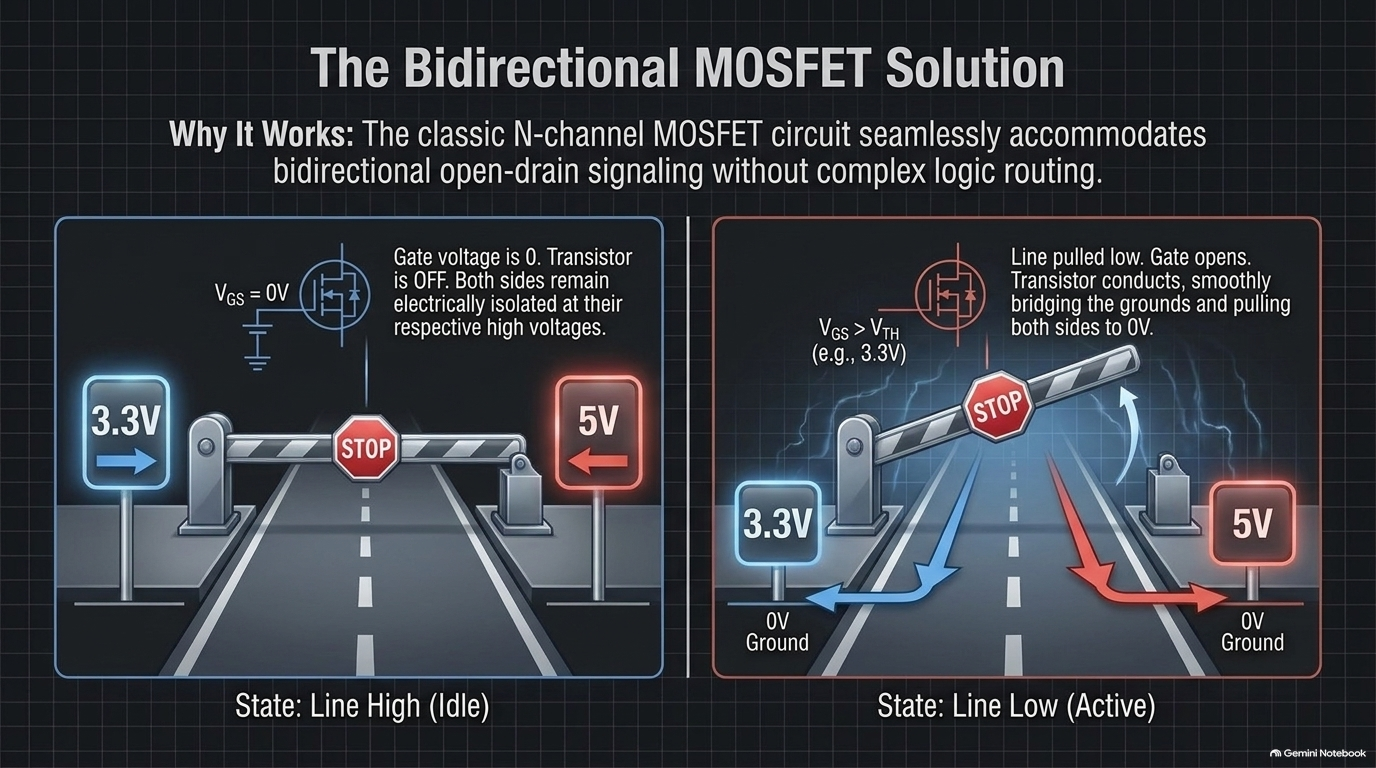 The Bidirectional MOSFET Solution
Why It Works: The classic N-channel MOSFET circuit seamlessly accommodates
bidirectional open-drain signaling without complex logic routing.
V_GS = 0V
Gate voltage is 0. Transistor
is OFF. Both sides remain
electrically isolated at their
respective high voltages.
3.3V
STOP
5V
State: Line High (Idle)
V_GS > V_TH
(e.g., 3.3V)
Line pulled low. Gate opens.
Transistor conducts, smoothly
bridging the grounds and pulling
both sides to 0V.
STOP
3.3V
5V
0V
Ground
0V
Ground
State: Line Low (Active)
Gemini Notebook